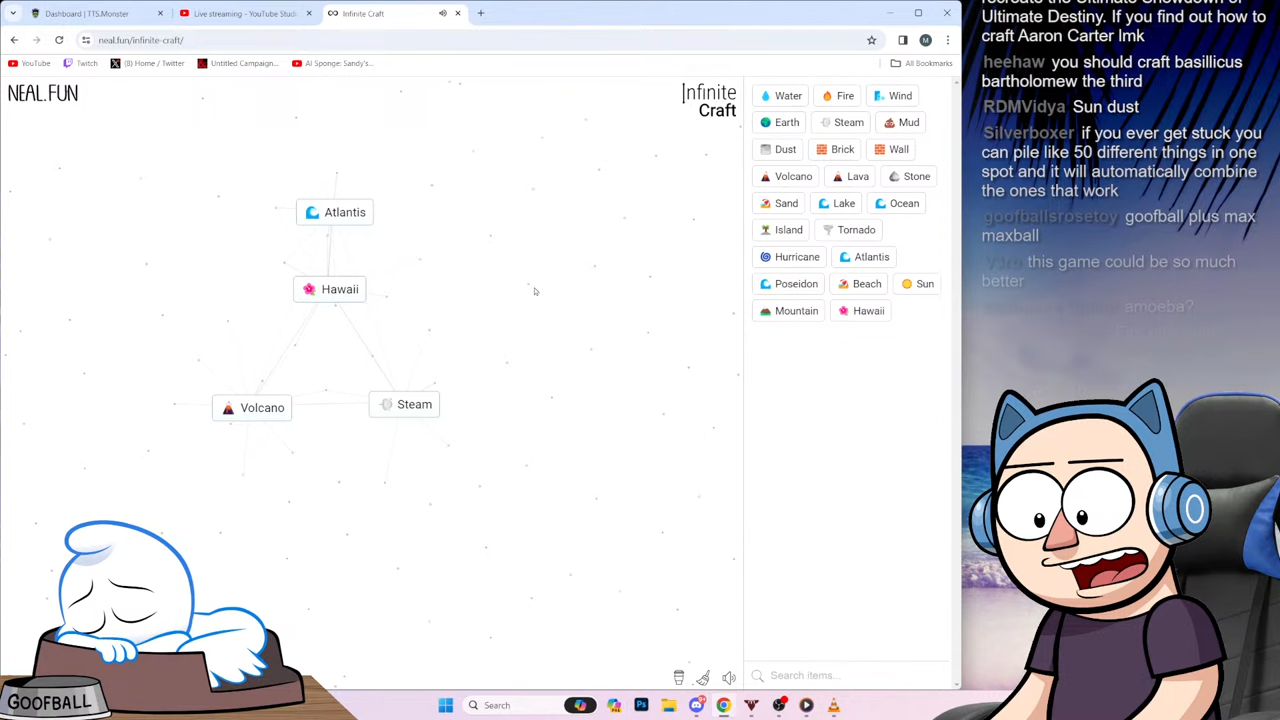 Dashboard | TTS.Monster
Live streaming - YouTube Studi
Infinite Craft
neal.fun/infinite-craft/
YouTube
Twitch
(8) Home / Twitter
Untitled Campaign...
AI Sponge: Sandy's...
All Bookmarks
NEAL.FUN
Infinite
Craft
Atlantis
Hawaii
Volcano
Steam
Water
Fire
Wind
Earth
Steam
Mud
Dust
Brick
Wall
Volcano
Lava
Stone
Sand
Lake
Ocean
Island
Tornado
Hurricane
Atlantis
Poseidon
Beach
Sun
Mountain
Hawaii
Search items...
Search
GOOFBALL
recreate the Ultimate Showdown of
Ultimate Destiny. If you find out how to
craft Aaron Carter lmk
heehaw you should craft basillicus
bartholomew the third
RDMVidya Sun dust
Silverboxer if you ever get stuck you
can pile like 50 different things in one
spot and it will automatically combine
the ones that work
goofballsrosetoy goofball plus max
maxball
this game could be so much
better
amoeba?